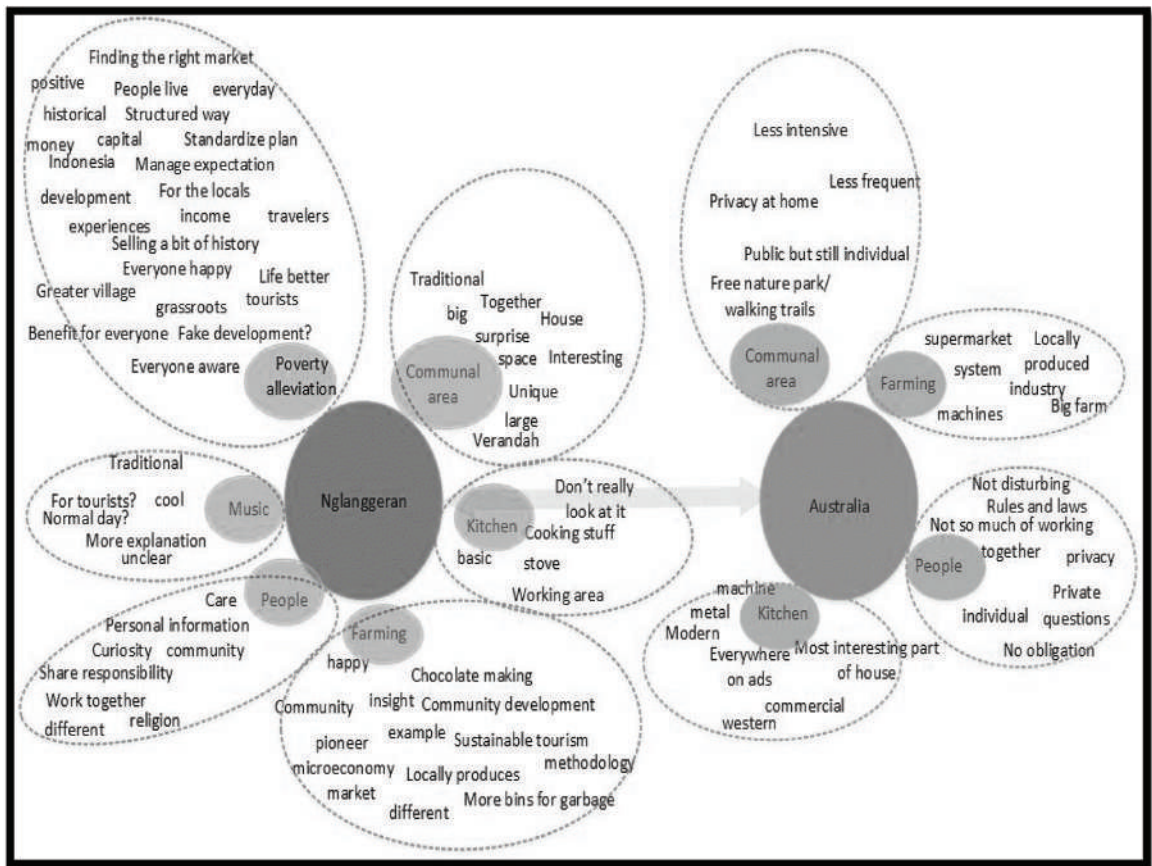 Finding the right market
positive People live everyday
historical Structured way
money capital Standardize plan
Indonesia Manage expectation
development For the locals
experiences income travelers
Selling a bit of history
Everyone happy Life better
Greater village grassroots tourists
Benefit for everyone Fake development?
Everyone aware Poverty
alleviation
Traditional
big Together House
surprise
space Interesting
Communal
area
Unique
large
Verandah
Traditional
For tourists? cool
Normal day?
More explanation
unclear
Music
Nglanggeran
Don't really
look at it
Kitchen Cooking stuff
basic stove
Working area
Care People
Personal information
Curiosity community
Share responsibility
Work together
different religion
Farming
happy
Chocolate making
Community insight Community development
pioneer example Sustainable tourism
microeconomy Locally produces methodology
market
different More bins for garbage
Less intensive
Less frequent
Privacy at home
Public but still individual
Free nature park/
walking trails
Communal
area
supermarket Locally
produced
Farming system
industry
machines Big farm
Australia
Not disturbing
Rules and laws
Not so much of working
together privacy
People
Private
individual questions
No obligation
machine
metal Kitchen
Modern
Everywhere
on ads
Most interesting part
of house
commercial
western